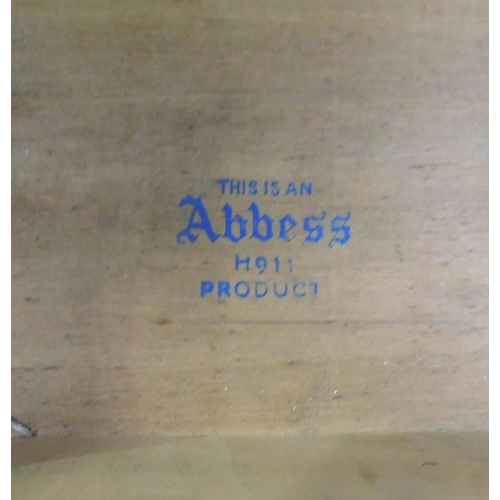 THIS IS AN
Abbess
H911
PRODUCT